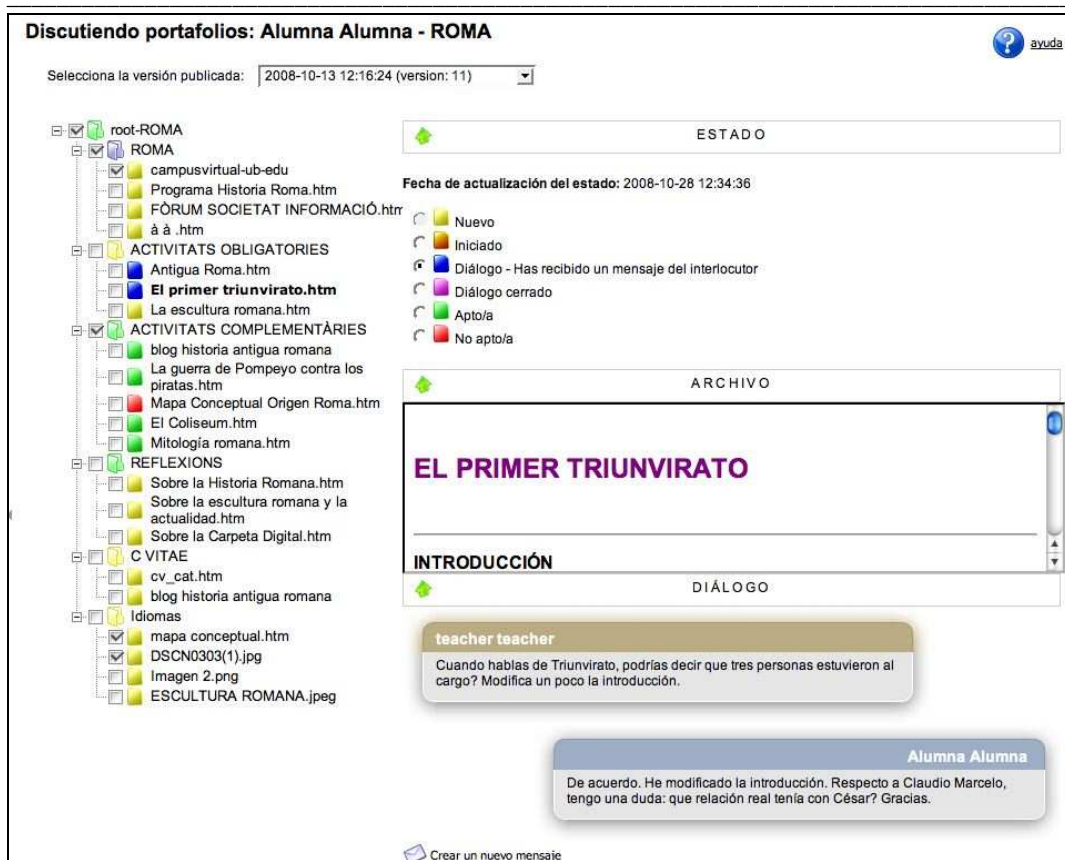 Discutiendo portafolios: Alumna Alumna - ROMA
ayuda
Selecciona la versión publicada: 2008-10-13 12:16:24 (version: 11)
root-ROMA
ROMA
campusvirtual-ub-edu
Programa Historia Roma.htm
FÒRUM SOCIETAT INFORMACIÓ.htm
à à .htm
ACTIVITATS OBLIGATORIES
Antigua Roma.htm
El primer triunvirato.htm
La escultura romana.htm
ACTIVITATS COMPLEMENTÀRIES
blog historia antigua romana
La guerra de Pompeyo contra los
piratas.htm
Mapa Conceptual Origen Roma.htm
El Coliseum.htm
Mitología romana.htm
REFLEXIONS
Sobre la Historia Romana.htm
Sobre la escultura romana y la
actualidad.htm
Sobre la Carpeta Digital.htm
C VITAE
cv_cat.htm
blog historia antigua romana
Idiomas
mapa conceptual.htm
DSCN0303(1).jpg
Imagen 2.png
ESCULTURA ROMANA.jpeg
ESTADO
Fecha de actualización del estado: 2008-10-28 12:34:36
Nuevo
Iniciado
Diálogo - Has recibido un mensaje del interlocutor
Diálogo cerrado
Apto/a
No apto/a
ARCHIVO
EL PRIMER TRIUNVIRATO
INTRODUCCIÓN
DIÁLOGO
teacher teacher
Cuando hablas de Triunvirato, podrías decir que tres personas estuvieron al
cargo? Modifica un poco la introducción.
Alumna Alumna
De acuerdo. He modificado la introducción. Respecto a Claudio Marcelo,
tengo una duda: que relación real tenía con César? Gracias.
Crear un nuevo mensaje